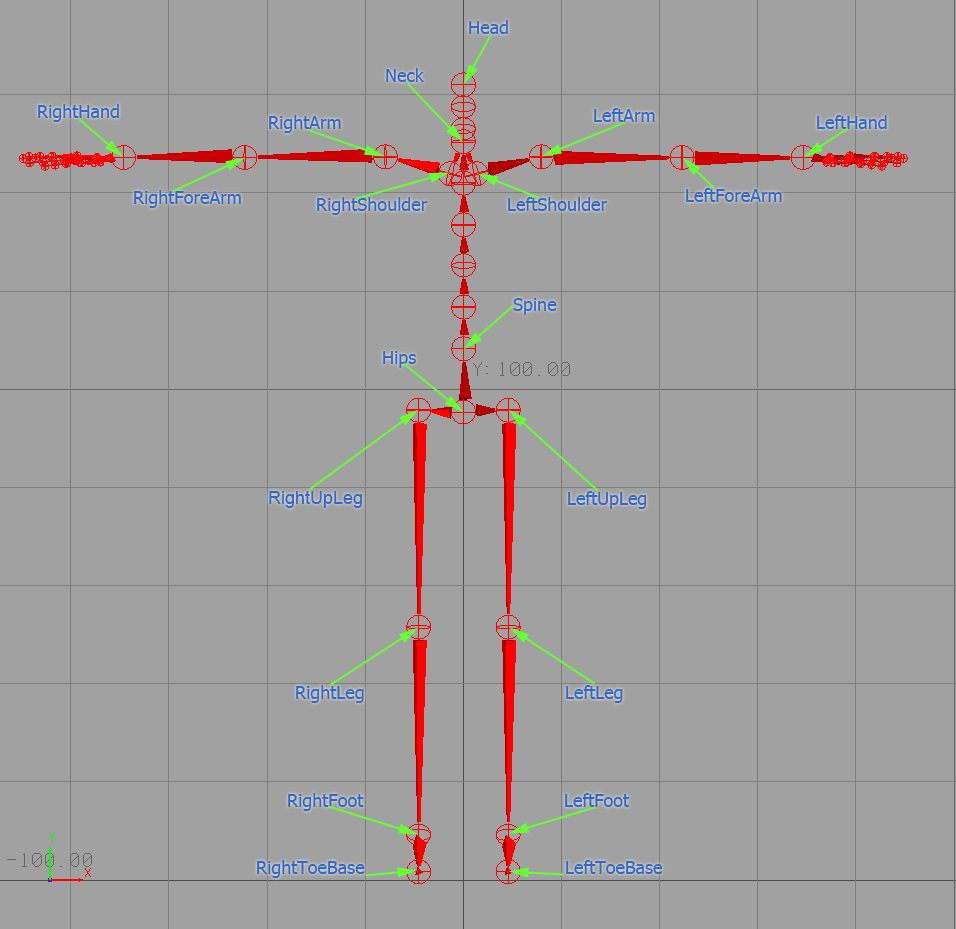 Head
Neck
RightHand
RightArm
LeftArm
LeftHand
RightForeArm
RightShoulder
LeftShoulder
LeftForeArm
Spine
Hips
Y: 100.00
RightUpLeg
LeftUpLeg
RightLeg
LeftLeg
RightFoot
LeftFoot
Y
-100.00
X
RightToeBase
LeftToeBase